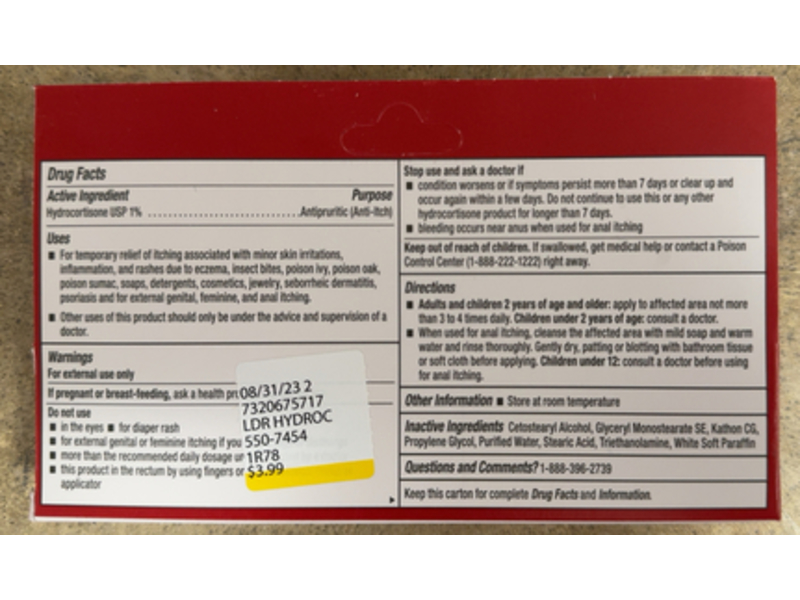 Drug Facts
Active Ingredient Purpose
Hydrocortisone USP 1% ............................Antipruritic (Anti-Itch)
Uses
■ For temporary relief of itching associated with minor skin irritations,
inflammation, and rashes due to eczema, insect bites, poison ivy, poison oak,
poison sumac, soaps, detergents, cosmetics, jewelry, seborrheic dermatitis,
psoriasis and for external genital, feminine, and anal itching.
■ Other uses of this product should only be under the advice and supervision of a
doctor.
Warnings
For external use only
If pregnant or breast-feeding, ask a health
Do not use
■ in the eyes ■ for diaper rash
■ for external genital or feminine itching if you
■ more than the recommended daily dosage
■ this product in the rectum by using fingers or
applicator
08/31/23 2
7320675717
LDR HYDROC
550-7454
1R78
$3.99
Stop use and ask a doctor if
■ condition worsens or if symptoms persist more than 7 days or clear up and
occur again within a few days. Do not continue to use this or any other
hydrocortisone product for longer than 7 days.
■ bleeding occurs near anus when used for anal itching
Keep out of reach of children. If swallowed, get medical help or contact a Poison
Control Center (1-888-222-1222) right away.
Directions
■ Adults and children 2 years of age and older: apply to affected area not more
than 3 to 4 times daily. Children under 2 years of age: consult a doctor.
■ When used for anal itching, cleanse the affected area with mild soap and warm
water and rinse thoroughly. Gently dry, patting or blotting with bathroom tissue
or soft cloth before applying. Children under 12: consult a doctor before using
for anal itching.
Other Information ■ Store at room temperature
Inactive Ingredients Cetostearyl Alcohol, Glyceryl Monostearate SE, Kathon CG,
Propylene Glycol, Purified Water, Stearic Acid, Triethanolamine, White Soft Paraffin
Questions and Comments? 1-888-396-2739
Keep this carton for complete Drug Facts and Information.